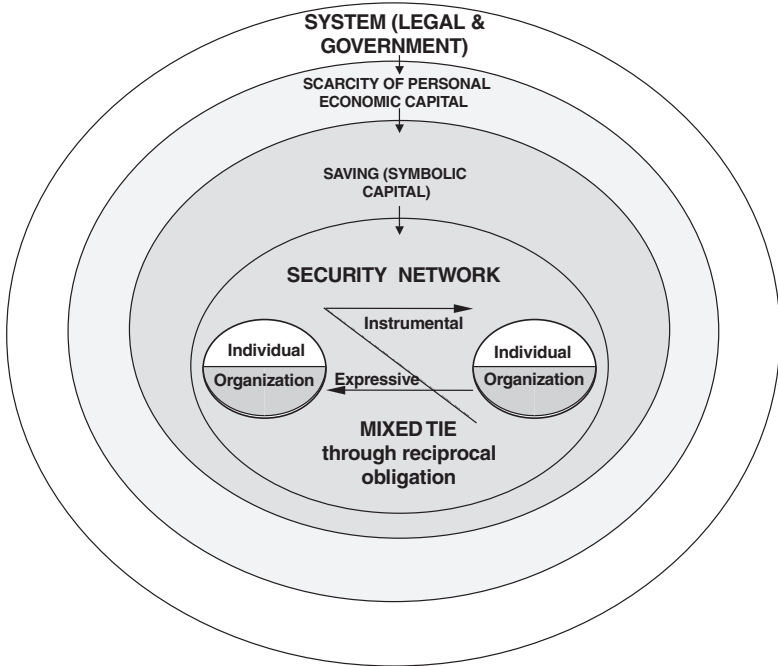 SYSTEM (LEGAL &
GOVERNMENT)
SCARCITY OF PERSONAL
ECONOMIC CAPITAL
SAVING (SYMBOLIC
CAPITAL)
SECURITY NETWORK
Instrumental
Individual
Individual
Organization
Expressive
Organization
MIXED TIE
through reciprocal
obligation